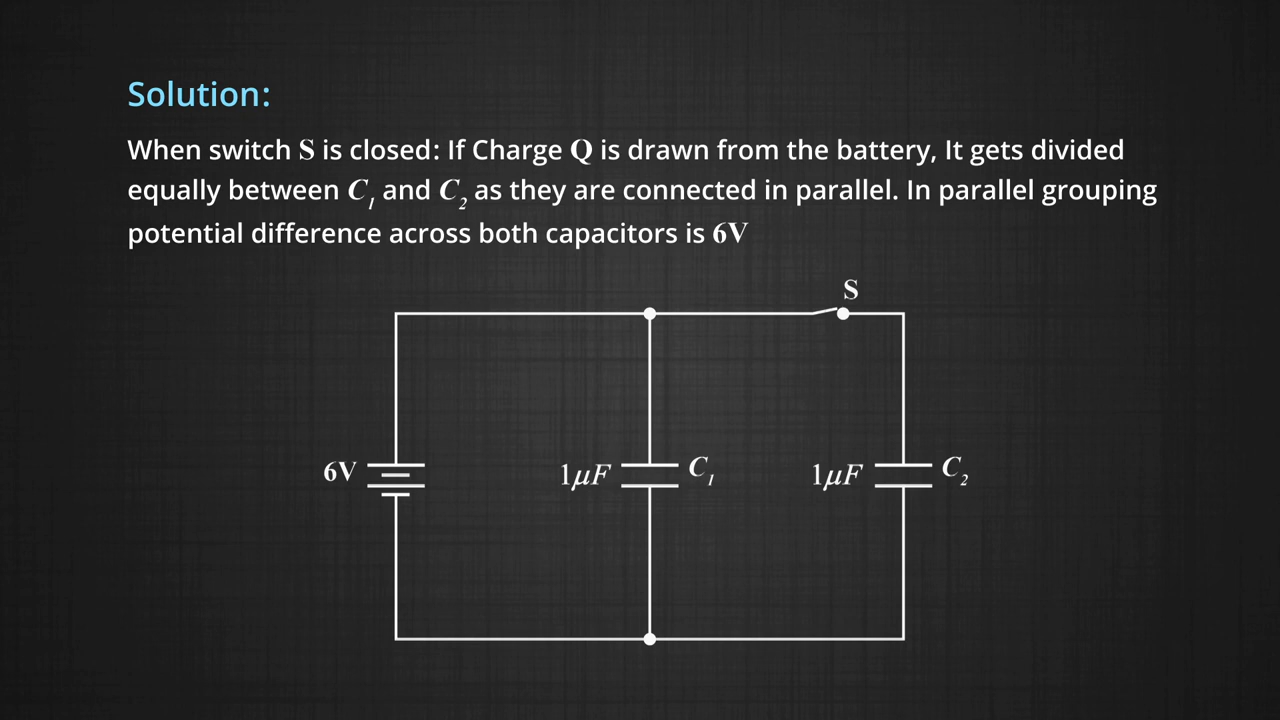 Solution:
When switch S is closed: If Charge Q is drawn from the battery, It gets divided
equally between C₁ and C₂ as they are connected in parallel. In parallel grouping
potential difference across both capacitors is 6V
S
6V
1μF
C₁
1μF
C₂